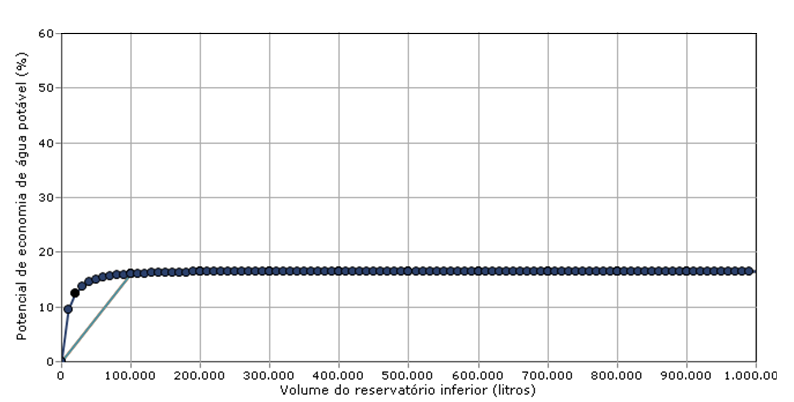 Potencial de economia de água potável (%)
60
50
40
30
20
10
0
0 100.000 200.000 300.000 400.000 500.000 600.000 700.000 800.000 900.000 1.000.00
Volume do reservatório inferior (litros)